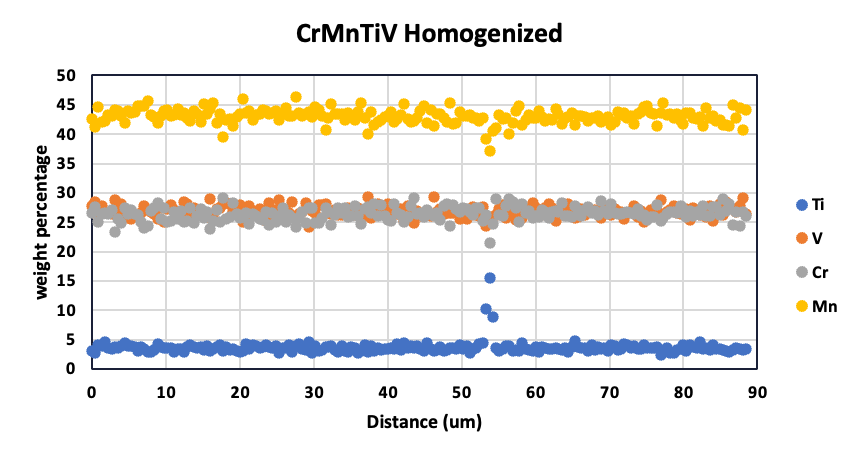 CrMnTiV Homogenized
50
45
40
35
30
25
20
15
10
5
0
weight percentage
0 10 20 30 40 50 60 70 80 90
Distance (um)
Ti
V
Cr
Mn